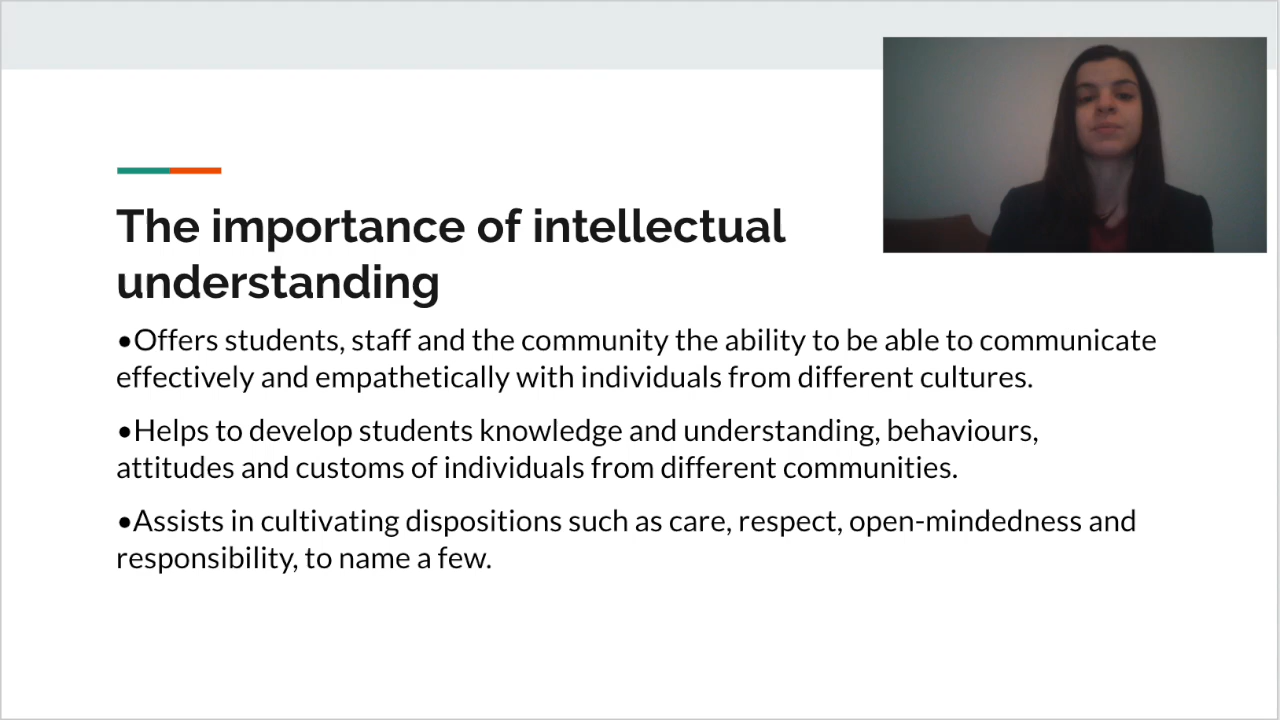 The importance of intellectual
understanding
•Offers students, staff and the community the ability to be able to communicate
effectively and empathetically with individuals from different cultures.
•Helps to develop students knowledge and understanding, behaviours,
attitudes and customs of individuals from different communities.
•Assists in cultivating dispositions such as care, respect, open-mindedness and
responsibility, to name a few.